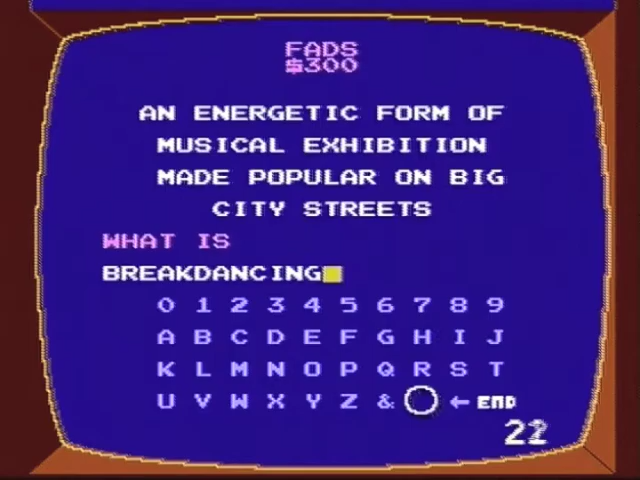 FADS
$300
AN ENERGETIC FORM OF
MUSICAL EXHIBITION
MADE POPULAR ON BIG
CITY STREETS
WHAT IS
BREAKDANCING
0 1 2 3 4 5 6 7 8 9
A B C D E F G H I J
K L M N O P Q R S T
U V W X Y Z & ← END
22